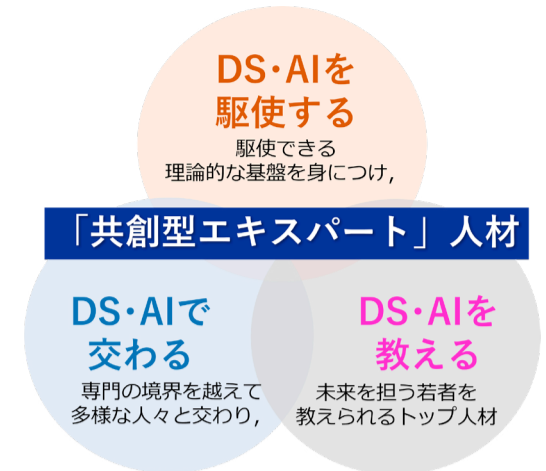 DS・AIを
駆使する
駆使できる
理論的な基盤を身につけ,
「共創型エキスパート」人材
DS・AIで
交わる
専門の境界を越えて
多様な人々と交わり,
DS・AIを
教える
未来を担う若者を
教えられるトップ人材